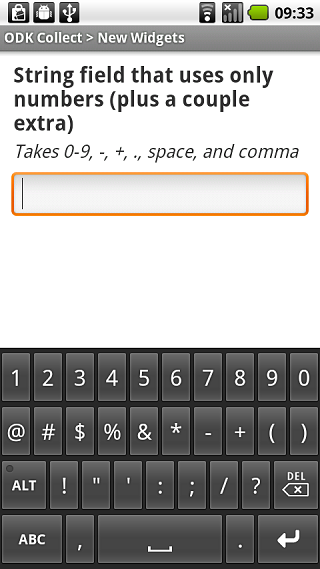 09:33
ODK Collect > New Widgets
String field that uses only
numbers (plus a couple
extra)
Takes 0-9, -, +, ., space, and comma
1 2 3 4 5 6 7 8 9 0
@ # $ % & * - + ( )
ALT ! " ' : ; / ? DEL
ABC , .